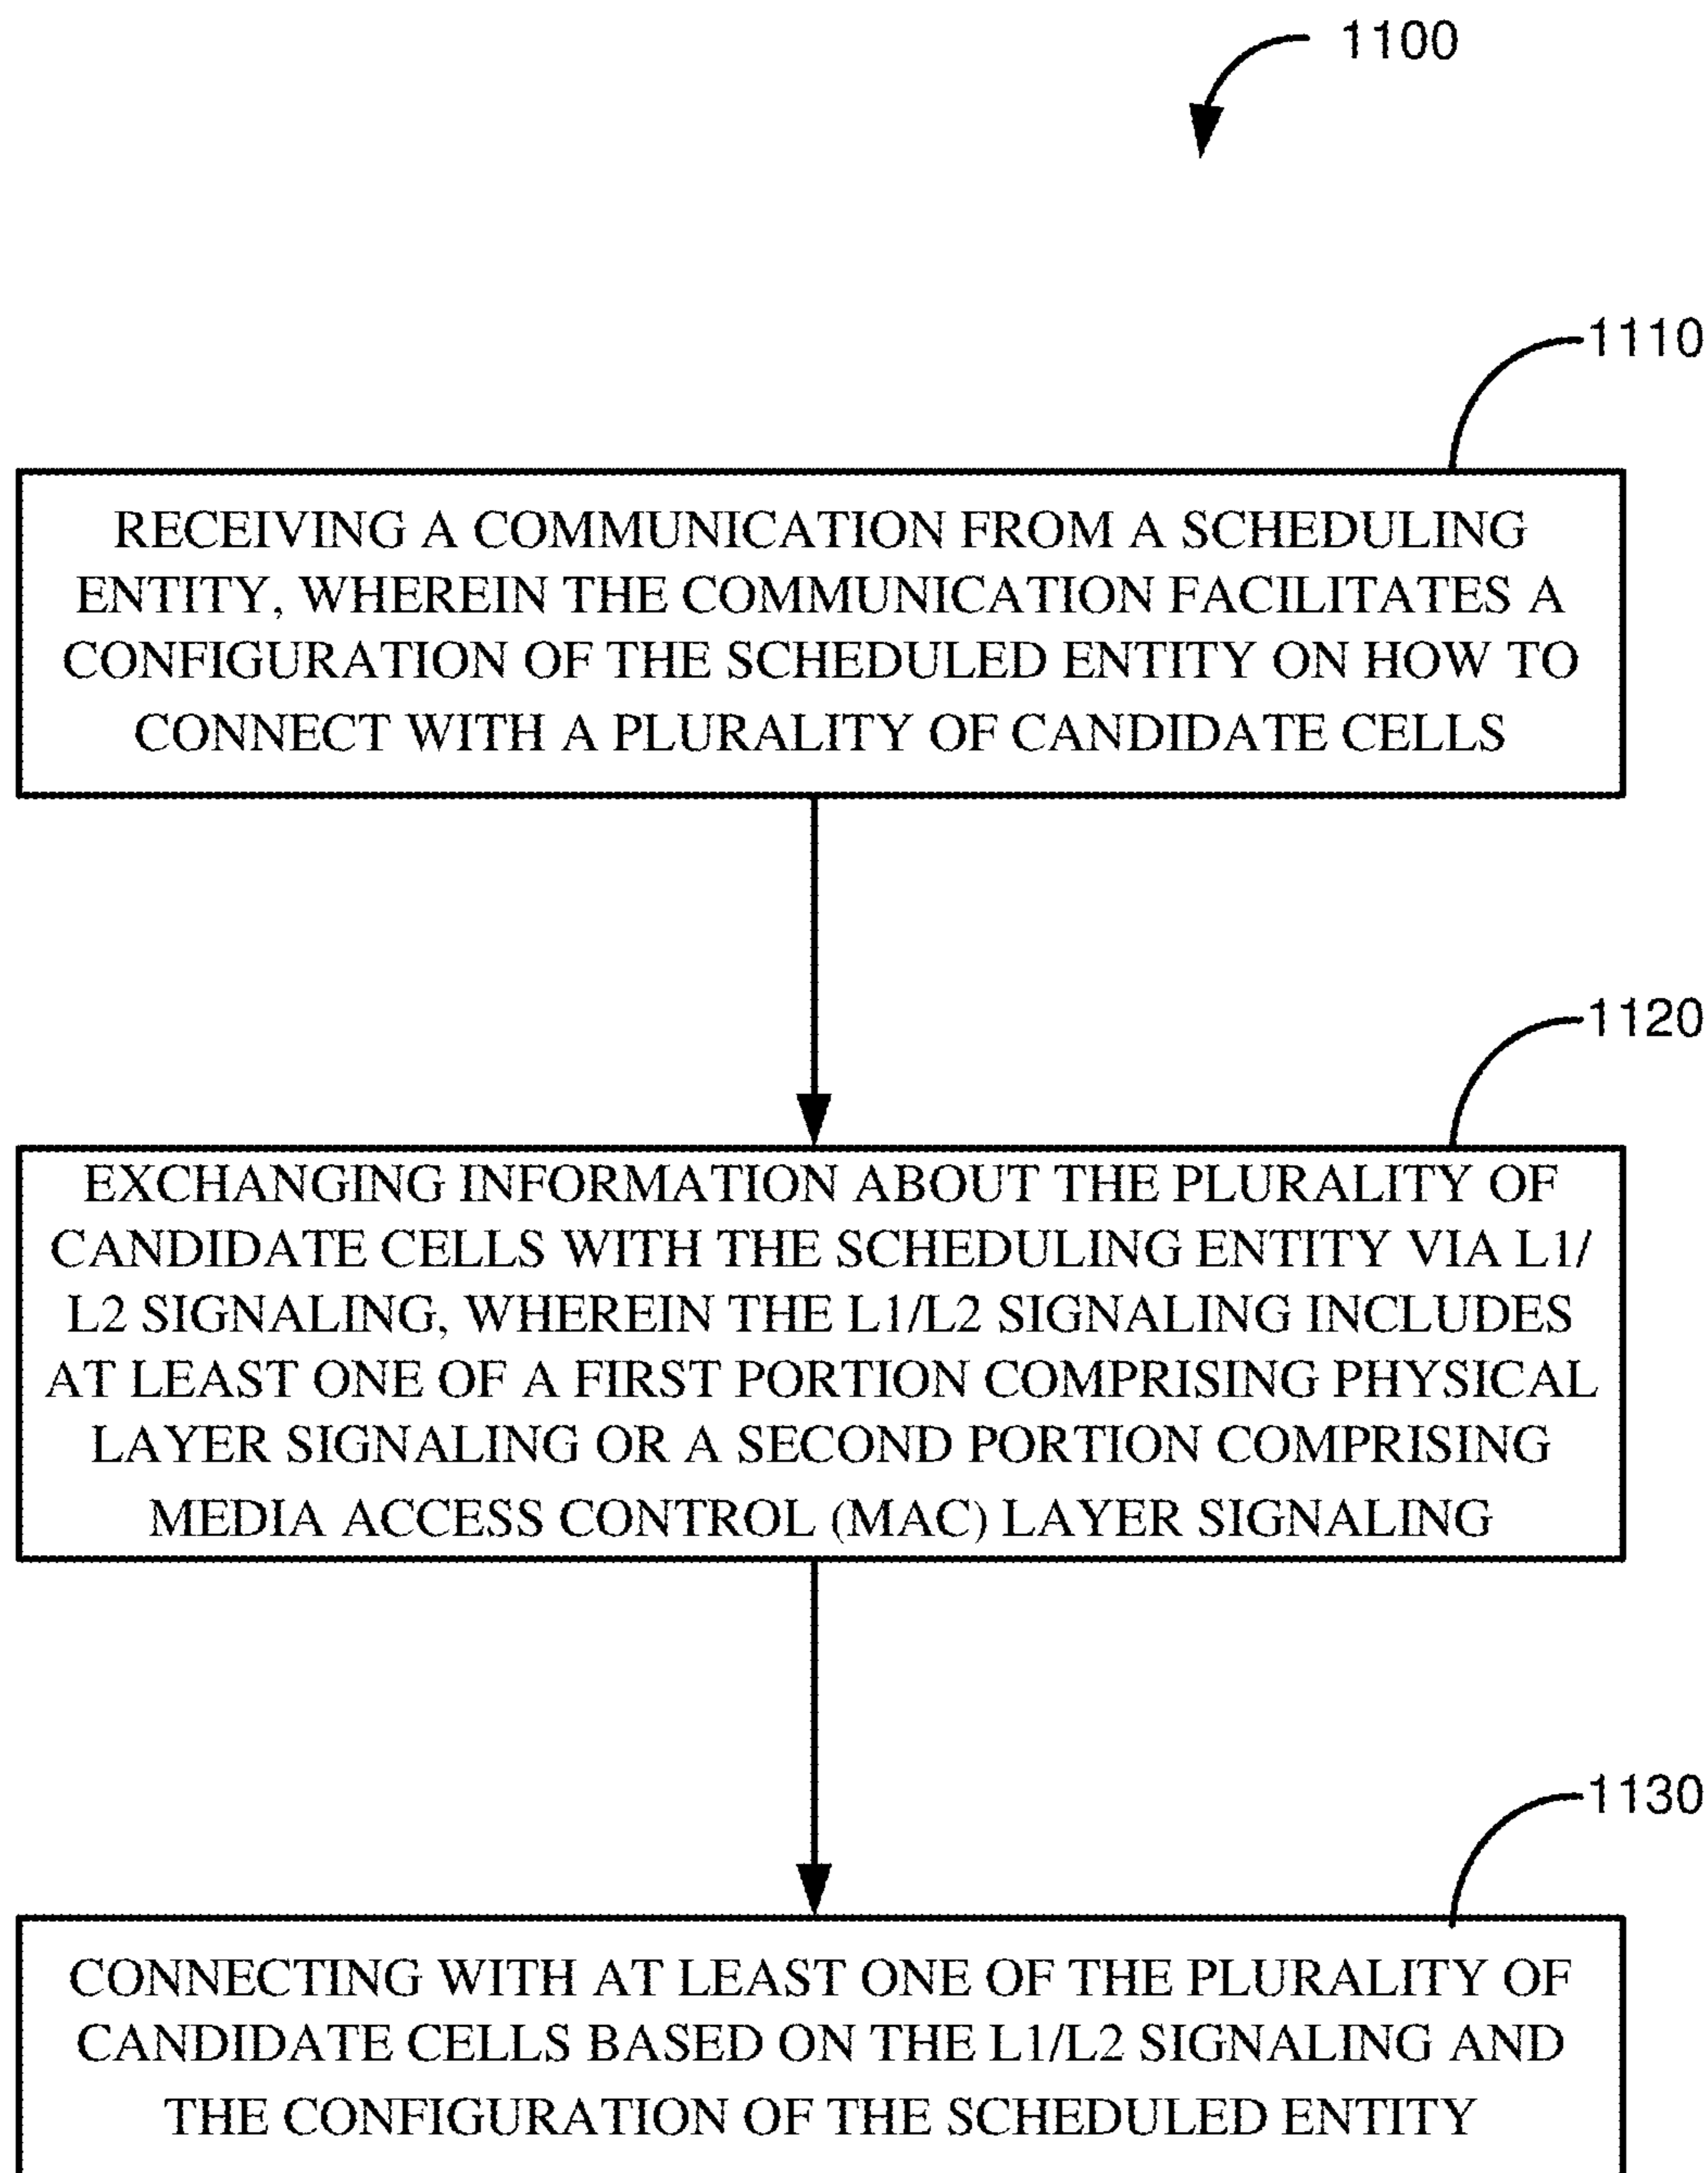 1100
1110
RECEIVING A COMMUNICATION FROM A SCHEDULING
ENTITY, WHEREIN THE COMMUNICATION FACILITATES A
CONFIGURATION OF THE SCHEDULED ENTITY ON HOW TO
CONNECT WITH A PLURALITY OF CANDIDATE CELLS
1120
EXCHANGING INFORMATION ABOUT THE PLURALITY OF
CANDIDATE CELLS WITH THE SCHEDULING ENTITY VIA L1/
L2 SIGNALING, WHEREIN THE L1/L2 SIGNALING INCLUDES
AT LEAST ONE OF A FIRST PORTION COMPRISING PHYSICAL
LAYER SIGNALING OR A SECOND PORTION COMPRISING
MEDIA ACCESS CONTROL (MAC) LAYER SIGNALING
1130
CONNECTING WITH AT LEAST ONE OF THE PLURALITY OF
CANDIDATE CELLS BASED ON THE L1/L2 SIGNALING AND
THE CONFIGURATION OF THE SCHEDULED ENTITY